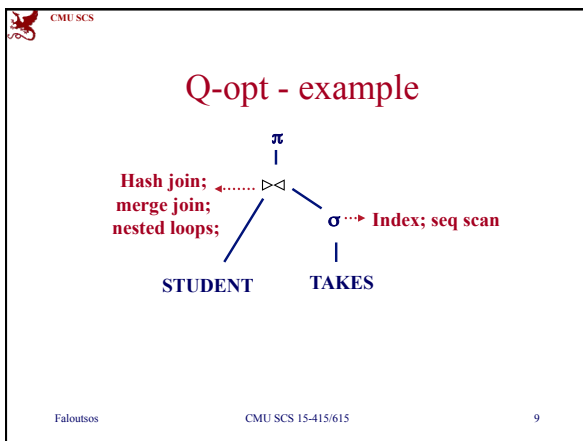 CMU SCS
Q-opt - example
π
Hash join;
merge join;
nested loops;
⋈
σ
Index; seq scan
STUDENT
TAKES
Faloutsos
CMU SCS 15-415/615
9